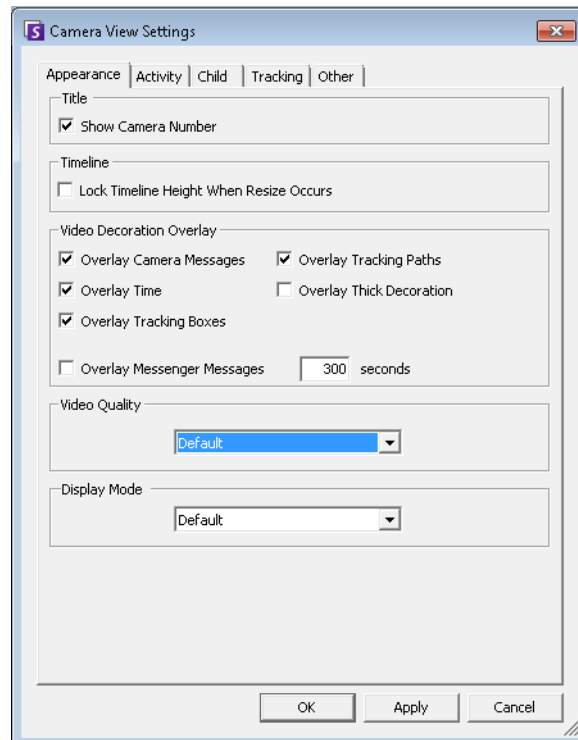 S Camera View Settings
Appearance Activity Child Tracking Other
Title
Show Camera Number
Timeline
Lock Timeline Height When Resize Occurs
Video Decoration Overlay
Overlay Camera Messages Overlay Tracking Paths
Overlay Time Overlay Thick Decoration
Overlay Tracking Boxes
Overlay Messenger Messages 300 seconds
Video Quality
Default
Display Mode
Default
OK Apply Cancel